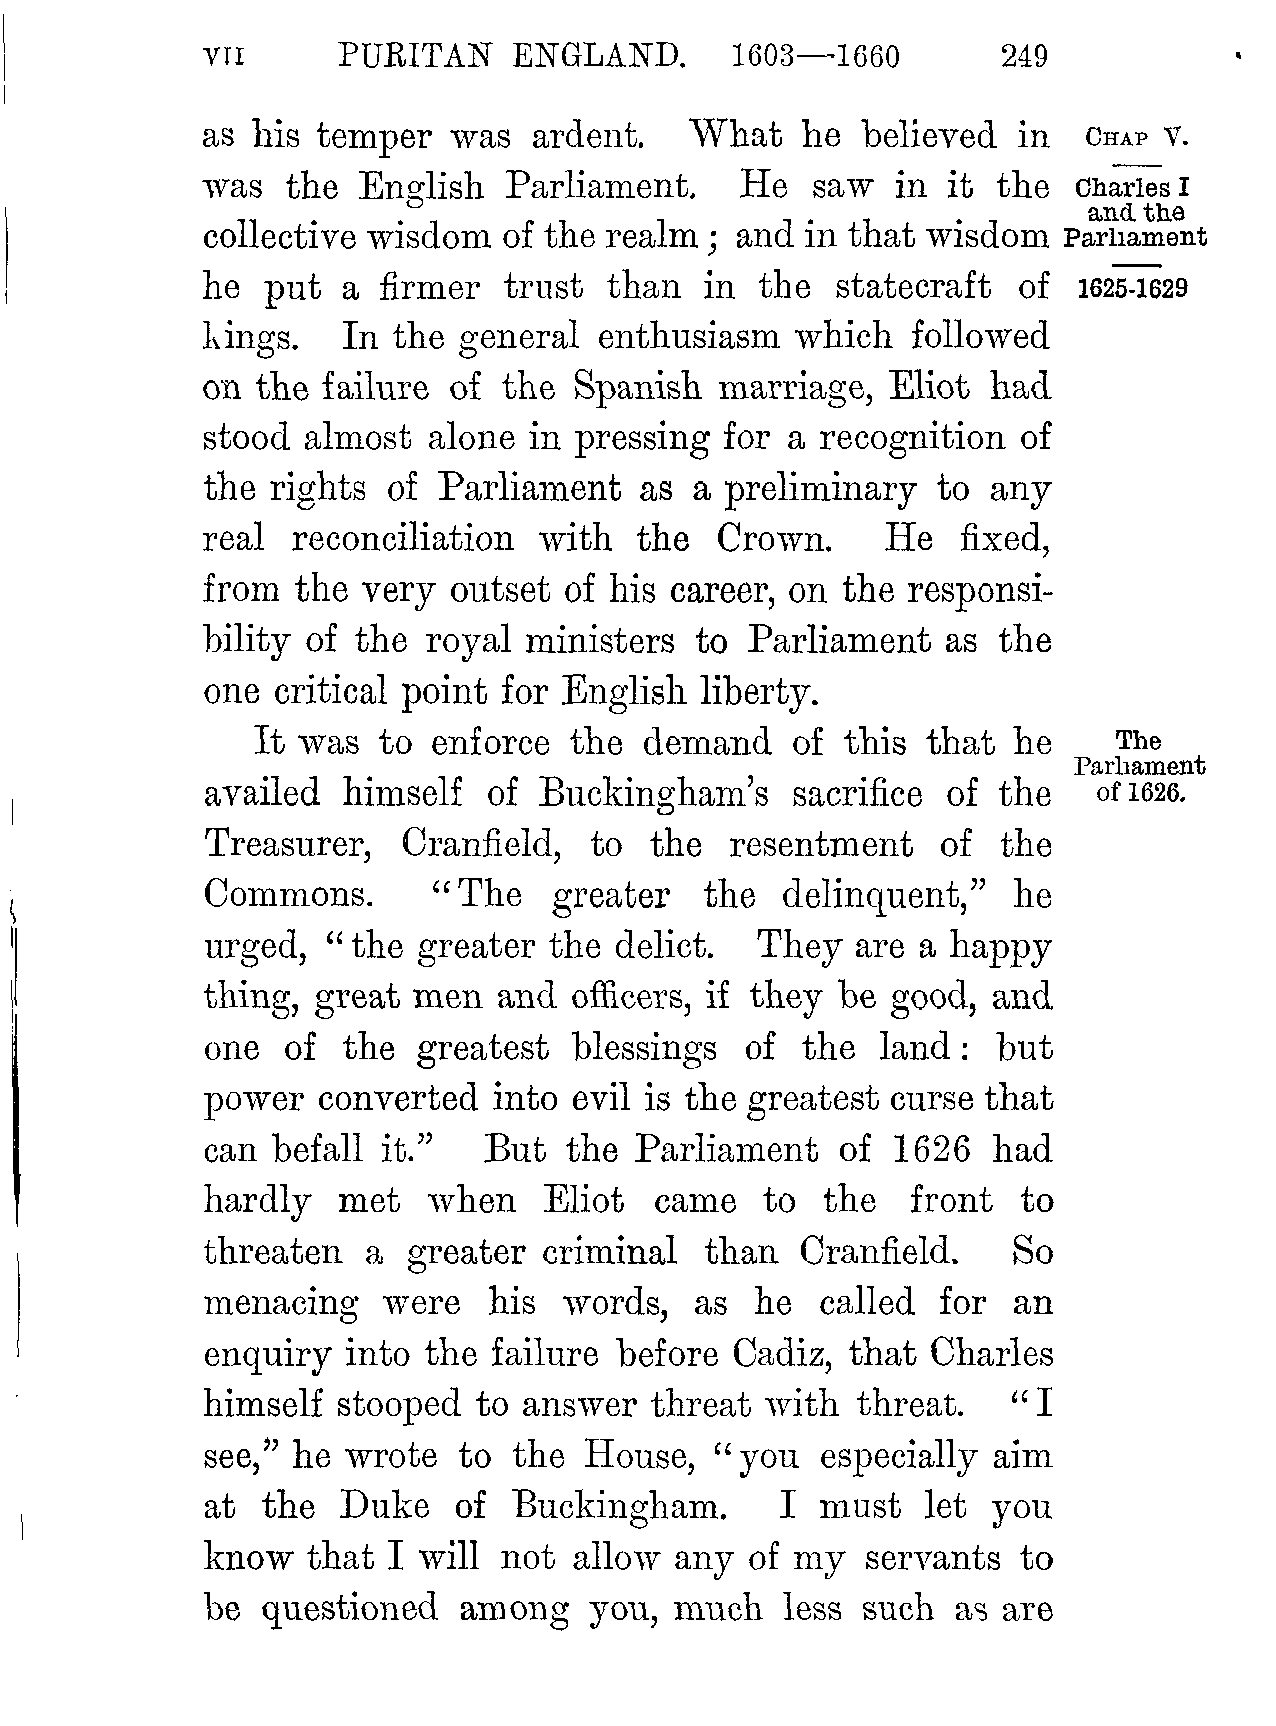 VII PURITAN ENGLAND. 1603—1660 249
as his temper was ardent. What he believed in
was the English Parliament. He saw in it the
collective wisdom of the realm; and in that wisdom
he put a firmer trust than in the statecraft of
kings. In the general enthusiasm which followed
on the failure of the Spanish marriage, Eliot had
stood almost alone in pressing for a recognition of
the rights of Parliament as a preliminary to any
real reconciliation with the Crown. He fixed,
from the very outset of his career, on the responsi-
bility of the royal ministers to Parliament as the
one critical point for English liberty.
CHAP V.
Charles I
and the
Parliament
1625-1629
It was to enforce the demand of this that he
availed himself of Buckingham's sacrifice of the
Treasurer, Cranfield, to the resentment of the
Commons. "The greater the delinquent," he
urged, "the greater the delict. They are a happy
thing, great men and officers, if they be good, and
one of the greatest blessings of the land: but
power converted into evil is the greatest curse that
can befall it." But the Parliament of 1626 had
hardly met when Eliot came to the front to
threaten a greater criminal than Cranfield. So
menacing were his words, as he called for an
enquiry into the failure before Cadiz, that Charles
himself stooped to answer threat with threat. "I
see," he wrote to the House, "you especially aim
at the Duke of Buckingham. I must let you
know that I will not allow any of my servants to
be questioned among you, much less such as are
The
Parliament
of 1626.